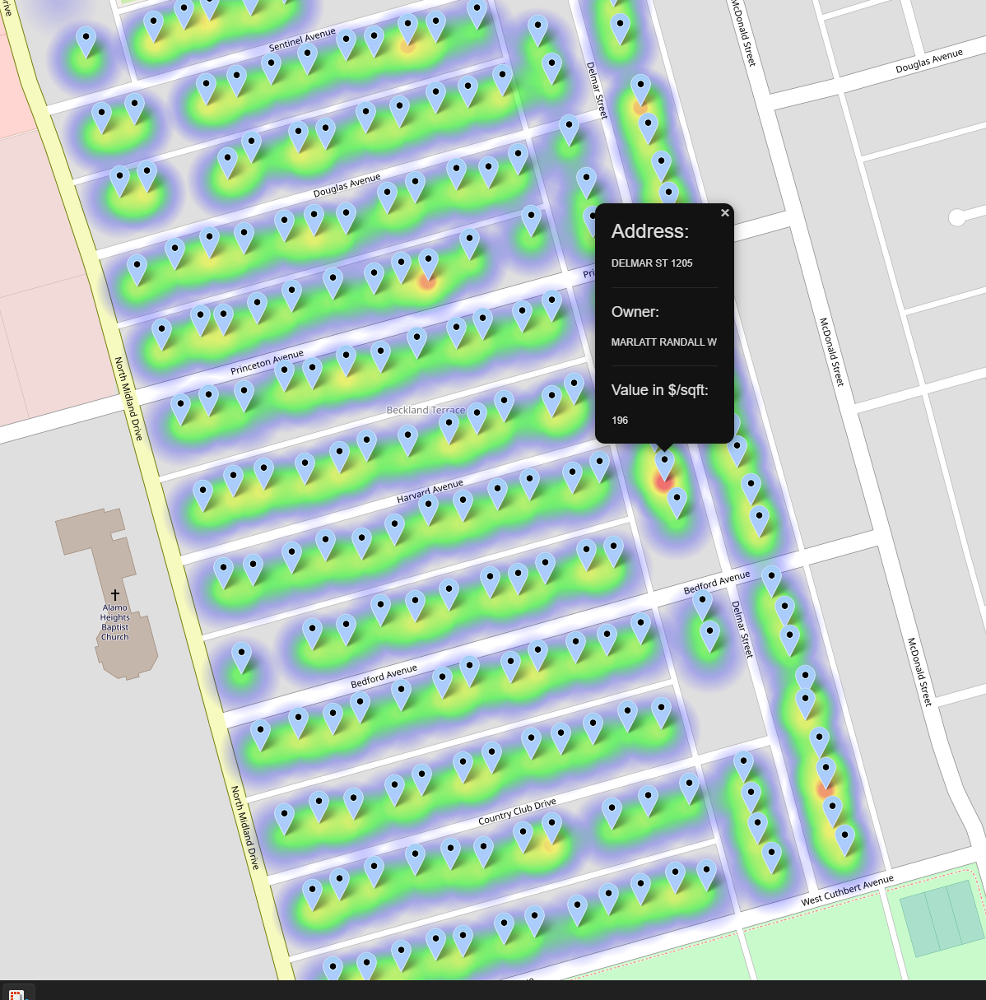 Sentinel Avenue
Delmar Street
McDonald Street
Douglas Avenue
Douglas Avenue
×
Address:
DELMAR ST 1205
Owner:
MARLATT RANDALL W
Value in $/sqft:
196
Princeton Avenue
North Midland Drive
McDonald Street
Beckland Terrace
Harvard Avenue
Bedford Avenue
Alamo
Heights
Baptist
Church
Delmar Street
Bedford Avenue
McDonald Street
North Midland Drive
Country Club Drive
West Cuthbert Avenue